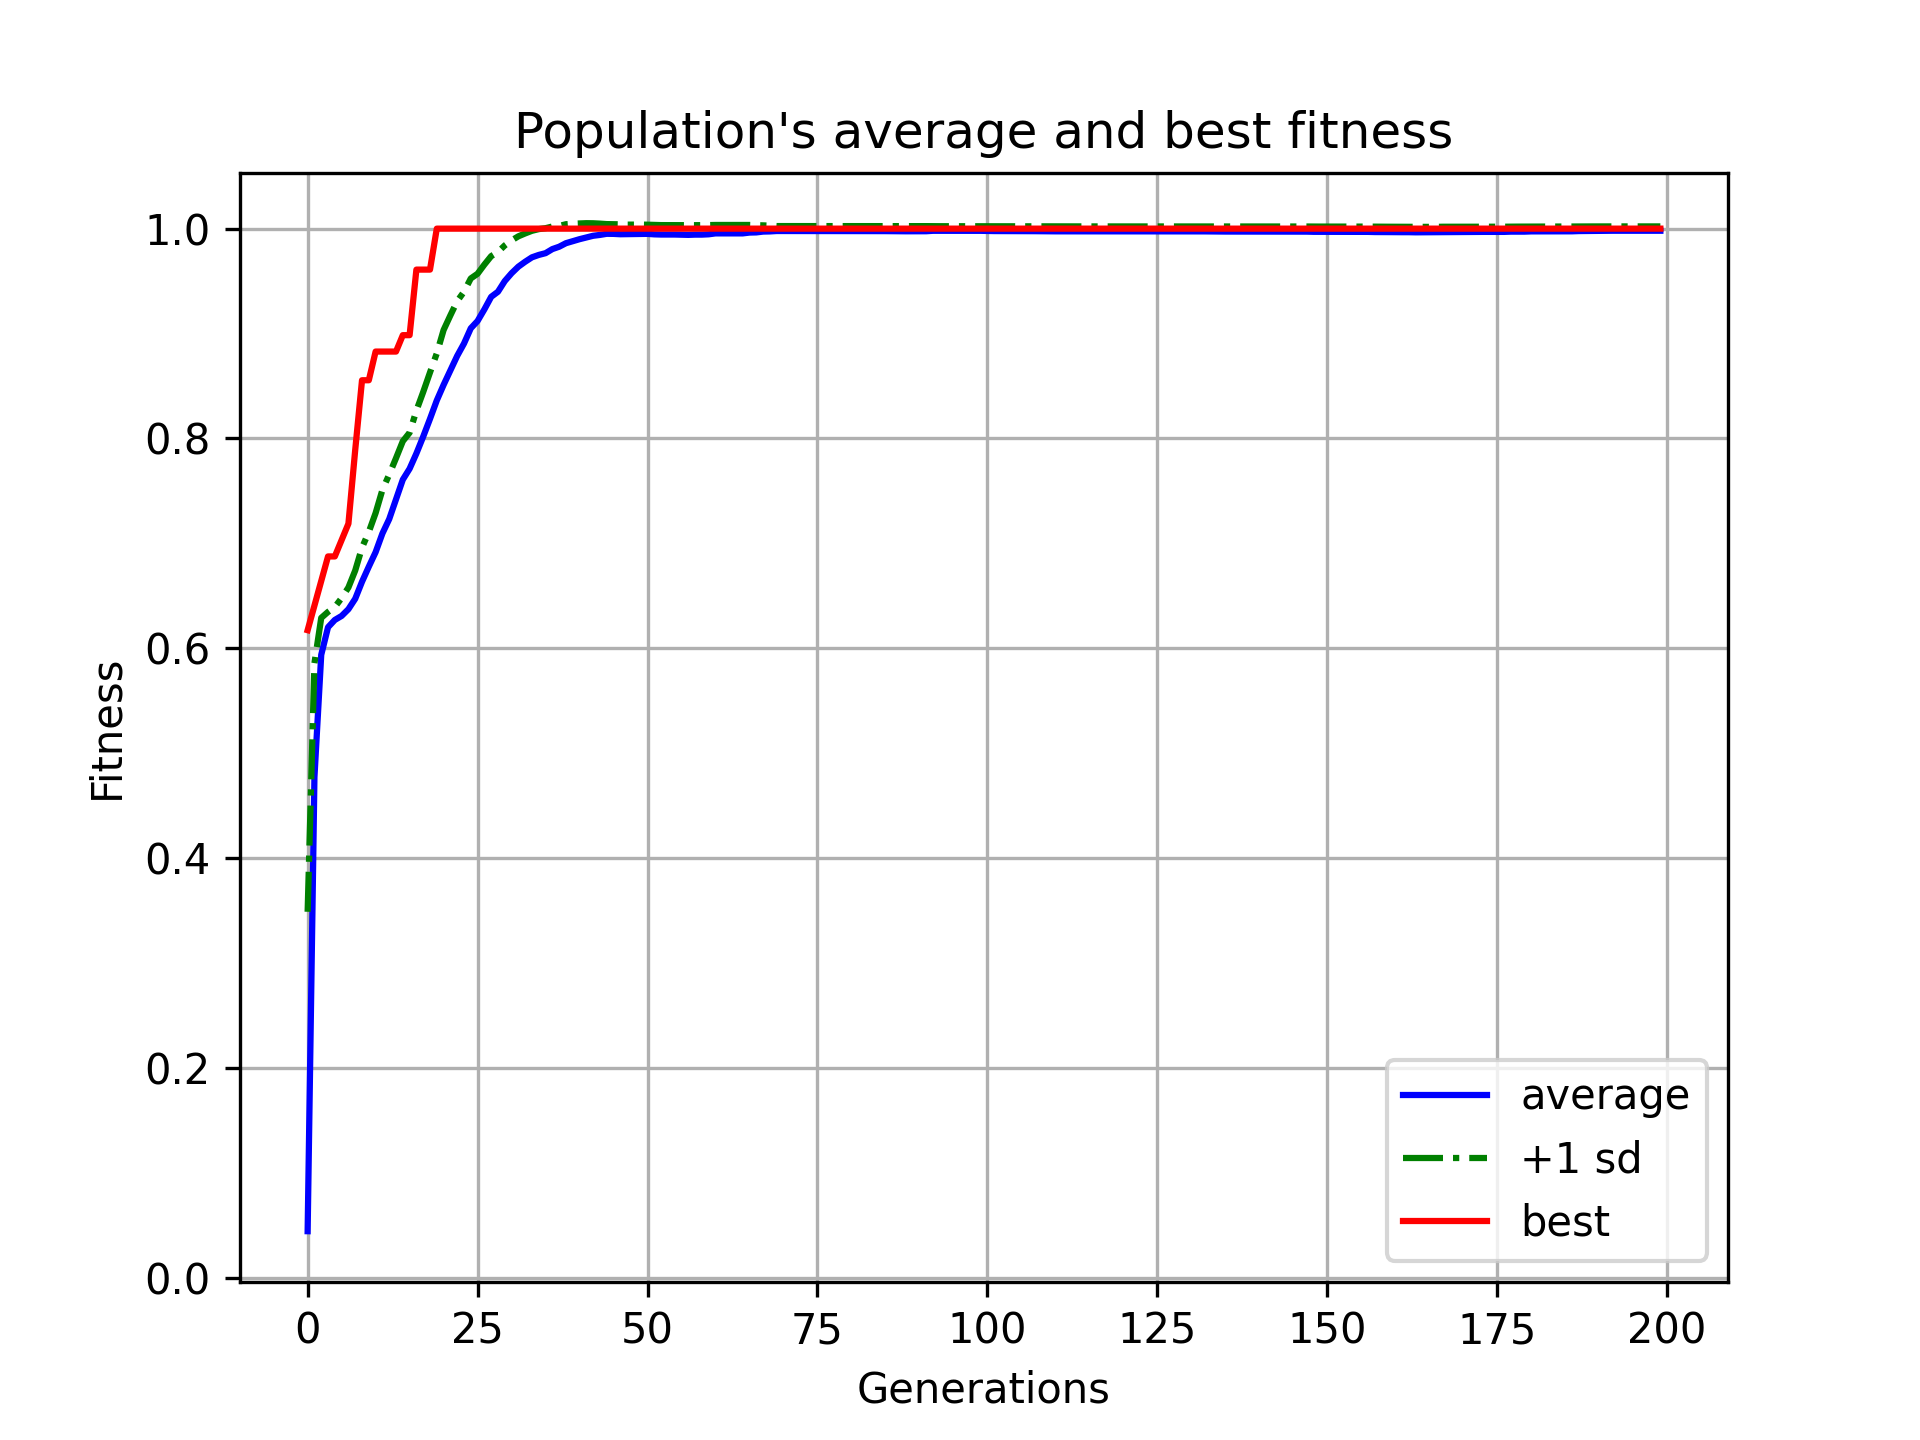 Population's average and best fitness
1.0
0.8
0.6
0.4
0.2
0.0
Fitness
average
+1 sd
best
0 25 50 75 100 125 150 175 200
Generations